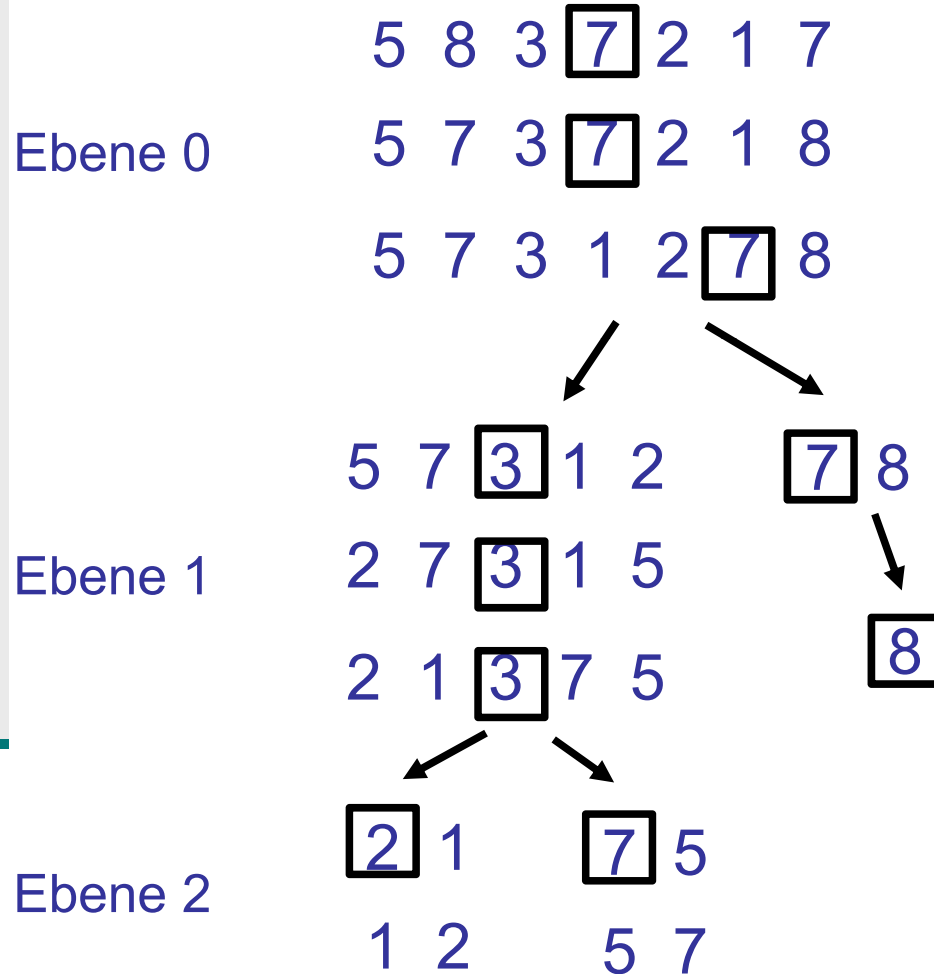 5 8 3 7 2 1 7
Ebene 0
5 7 3 7 2 1 8
5 7 3 1 2 7 8
5 7 3 1 2
7 8
Ebene 1
2 7 3 1 5
8
2 1 3 7 5
2 1
7 5
Ebene 2
1 2
5 7